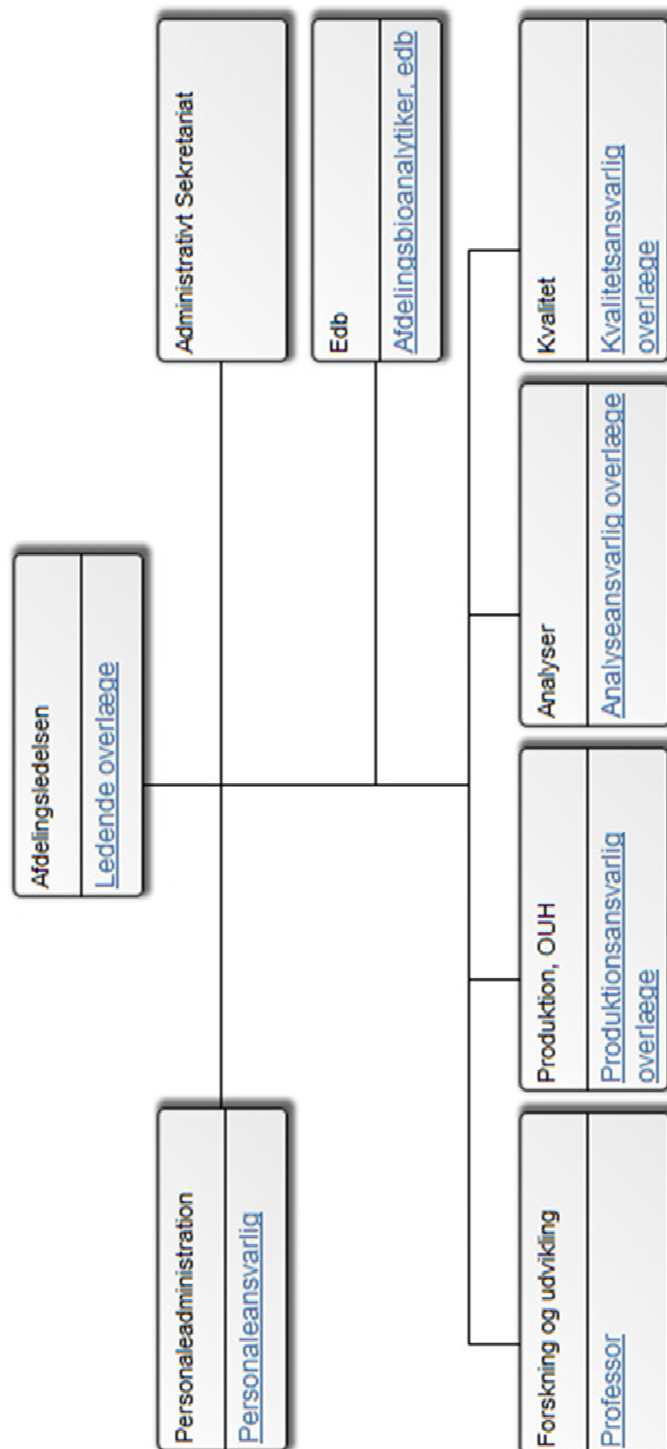 Afdelingsledelsen
Ledende overlæge
Personaleadministration
Personaleansvarlig
Administrativt Sekretariat
Edb
Afdelingsbioanalytiker, edb
Forskning og udvikling
Professor
Produktion, OUH
Produktionsansvarlig
overlæge
Analyser
Analyseansvarlig overlæge
Kvalitet
Kvalitetsansvarlig
overlæge